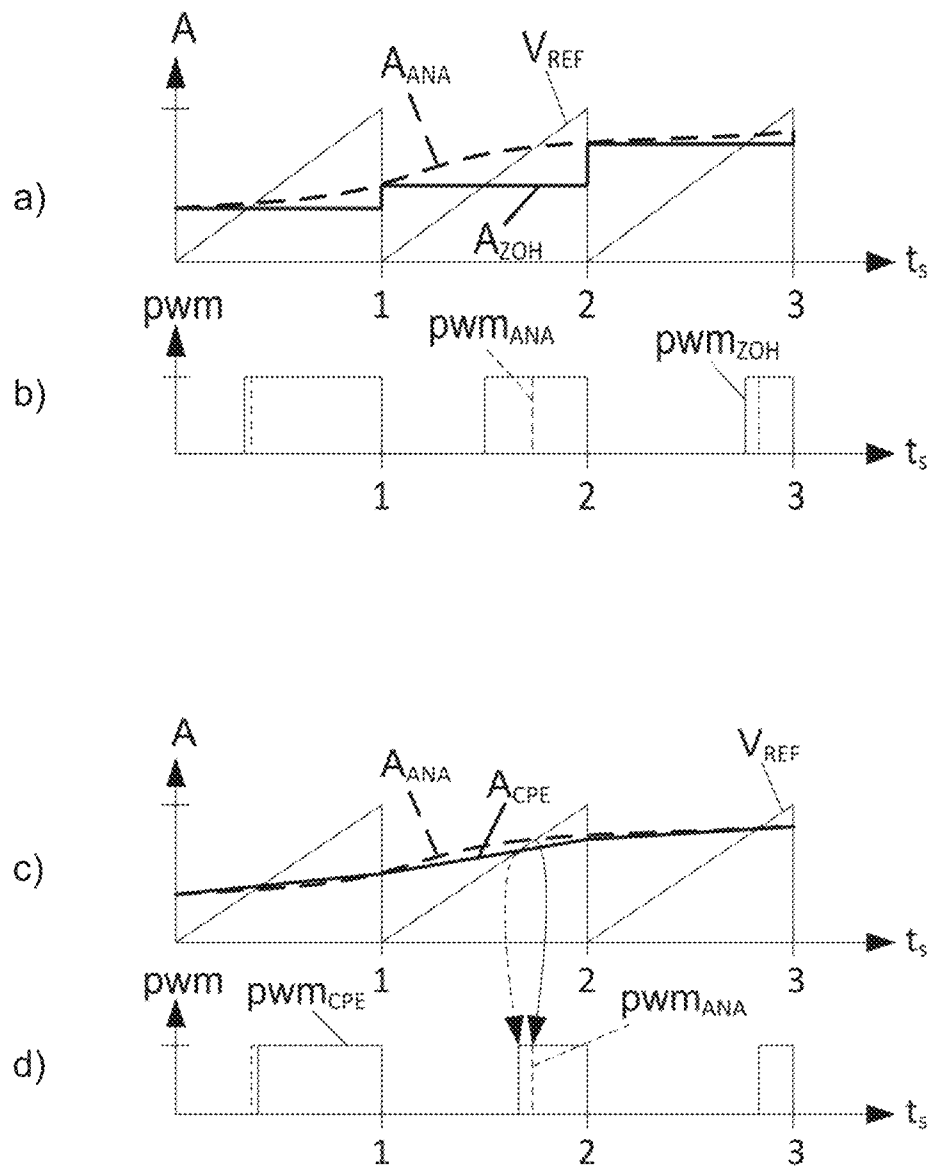 a)
A
A_ANA
V_REF
A_ZOH
t_s
1 2 3
b)
pwm
pwm_ANA
pwm_ZOH
t_s
1 2 3
c)
A
A_ANA
A_CPE
V_REF
t_s
1 2 3
d)
pwm
pwm_CPE
pwm_ANA
t_s
1 2 3